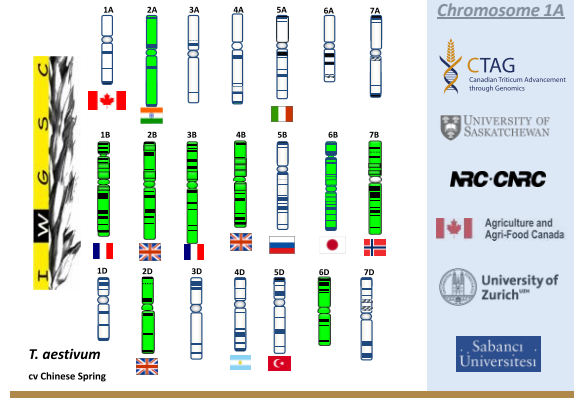 Chromosome 1A
1A 2A 3A 4A 5A 6A 7A
1B 2B 3B 4B 5B 6B 7B
1D 2D 3D 4D 5D 6D 7D
I W G S C
T. aestivum
cv Chinese Spring
CTAG
Canadian Triticum Advancement
through Genomics
UNIVERSITY OF
SASKATCHEWAN
NRC·CNRC
Agriculture and
Agri-Food Canada
University of
Zurich UZH
Sabancı
Universitesi